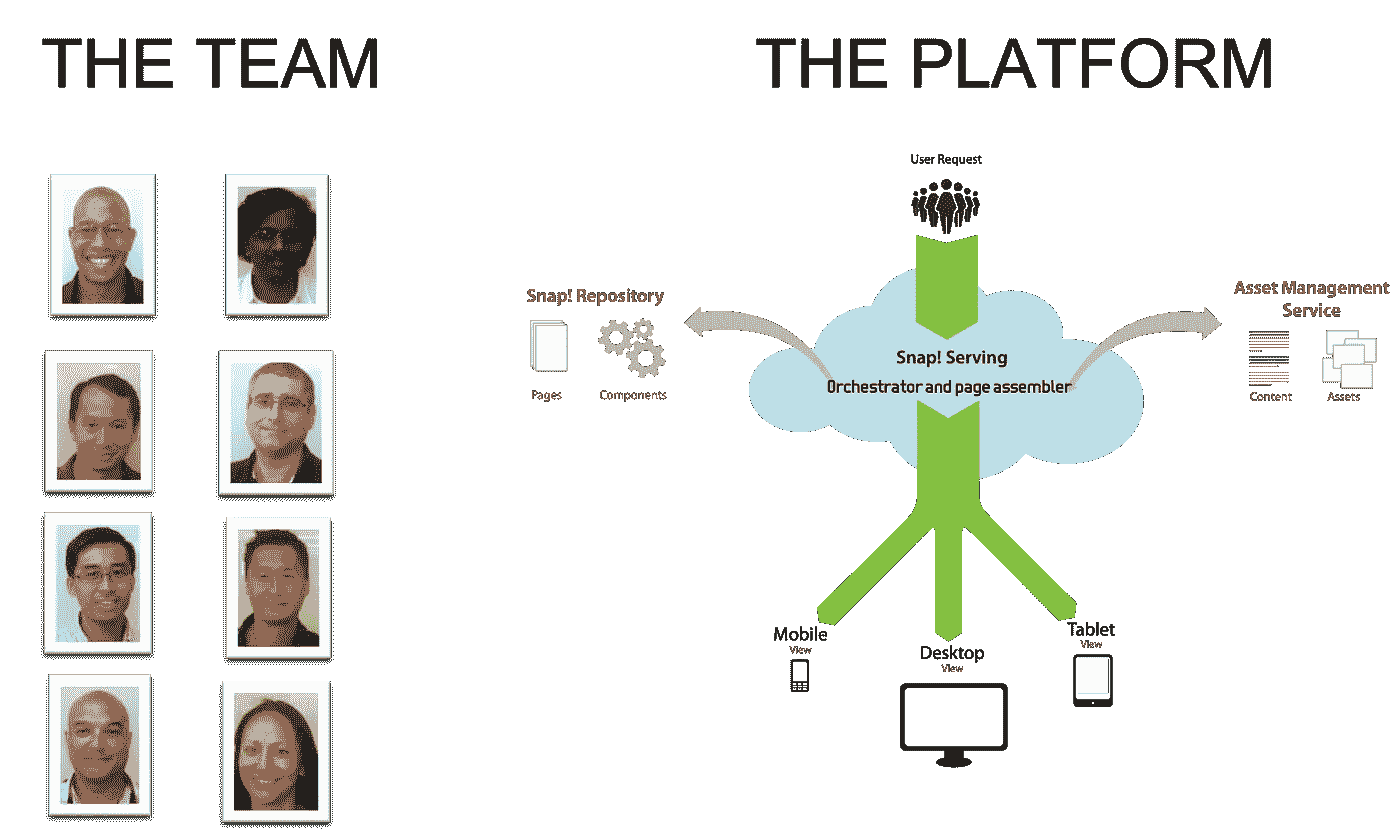 THE TEAM
THE PLATFORM
User Request
Snap! Repository
Pages
Components
Snap! Serving
Orchestrator and page assembler
Asset Management
Service
Content
Assets
Mobile
View
Desktop
View
Tablet
View